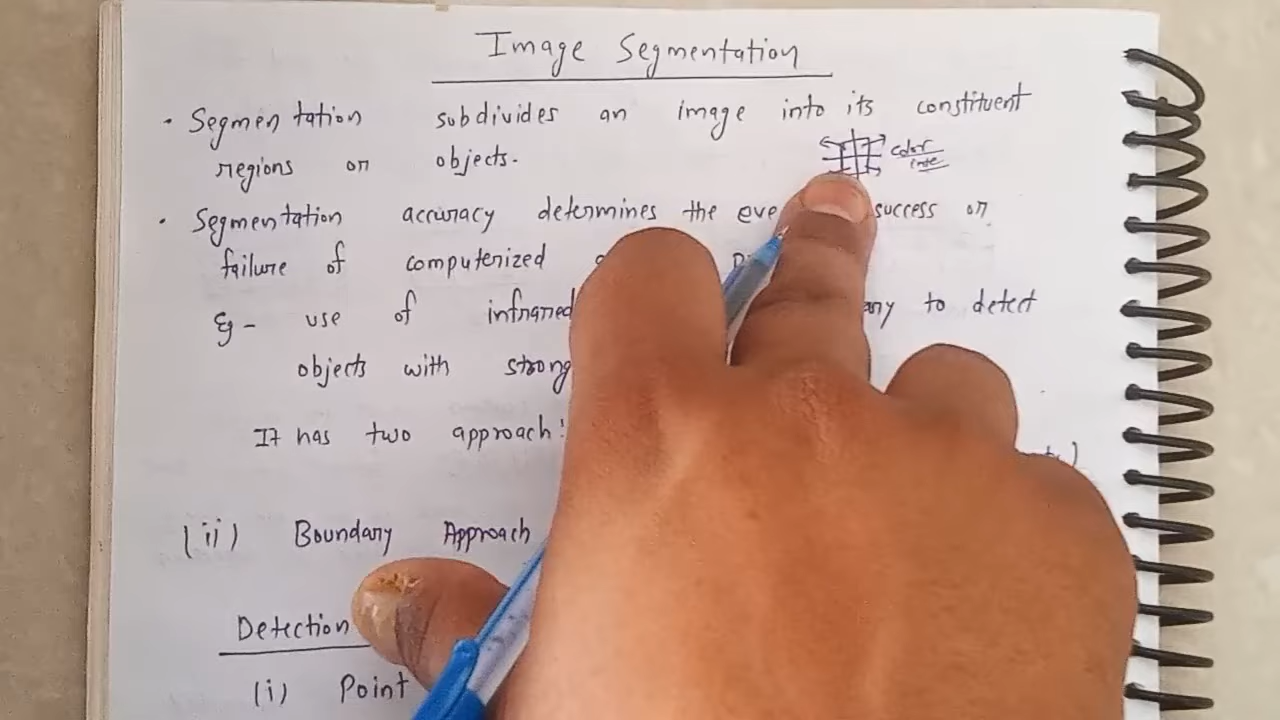 Image Segmentation
• Segmentation subdivides an image into its constituent
regions or objects.
color
inte
• Segmentation accuracy determines the eve success or
failure of computerized
Eg - use of infrared to detect
objects with strong
It has two approach:
(ii) Boundary Approach
Detection
(i) Point